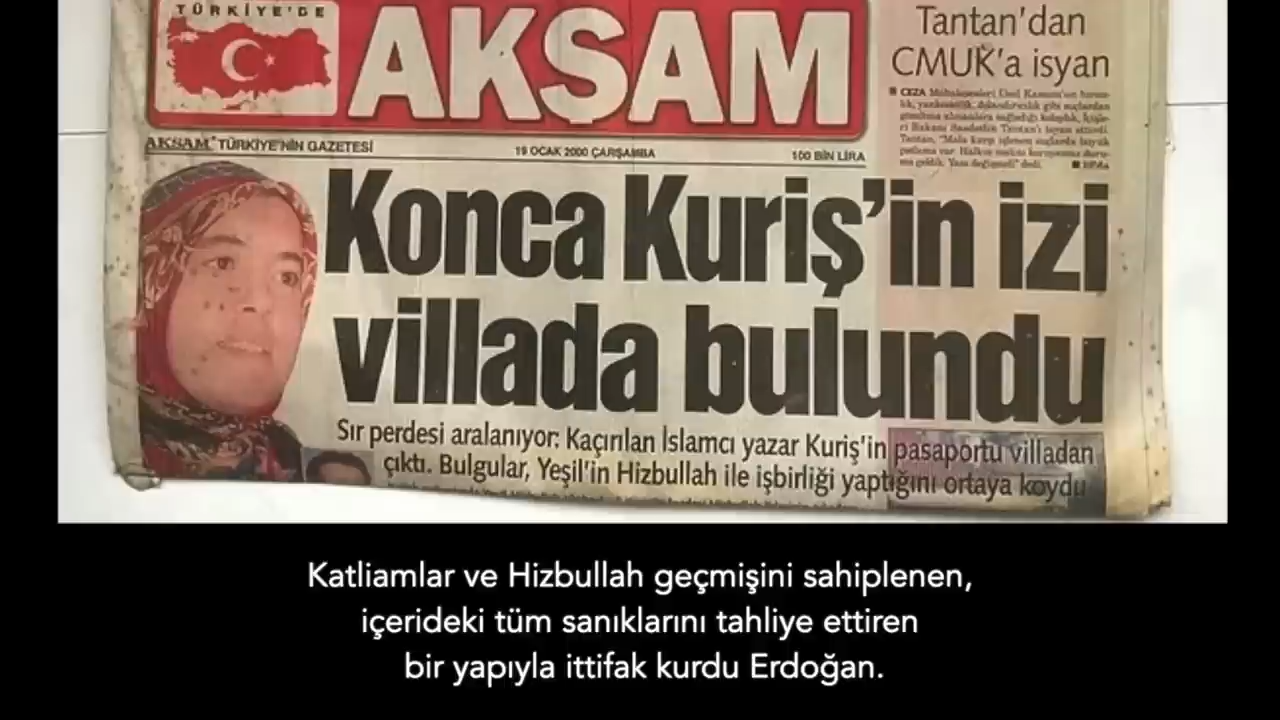 TÜRKİYE'DE
AKŞAM
AKŞAM TÜRKİYE'NİN GAZETESİ
19 OCAK 2000 ÇARŞAMBA
100 BİN LİRA
Tantan'dan
CMUK'a isyan
Konca Kuriş'in izi
villada bulundu
Sır perdesi aralanıyor: Kaçırılan İslamcı yazar Kuriş'in pasaportu villadan
çıktı. Bulgular, Yeşil'in Hizbullah ile işbirliği yaptığını ortaya koydu
Katliamlar ve Hizbullah geçmişini sahiplenen,
içerideki tüm sanıklarını tahliye ettiren
bir yapıyla ittifak kurdu Erdoğan.